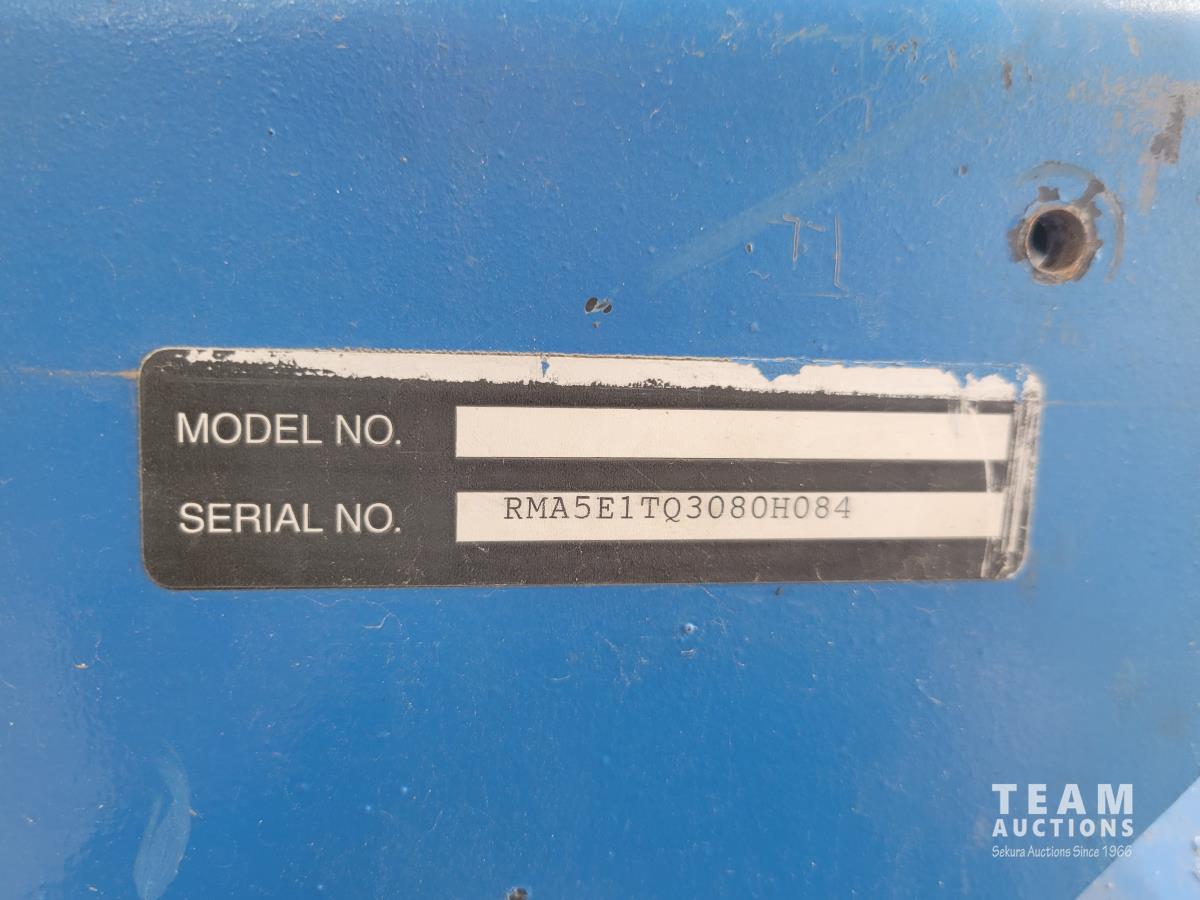 MODEL NO.
SERIAL NO. RMA5E1TQ3080H084
TEAM
AUCTIONS
Sekura Auctions Since 1966